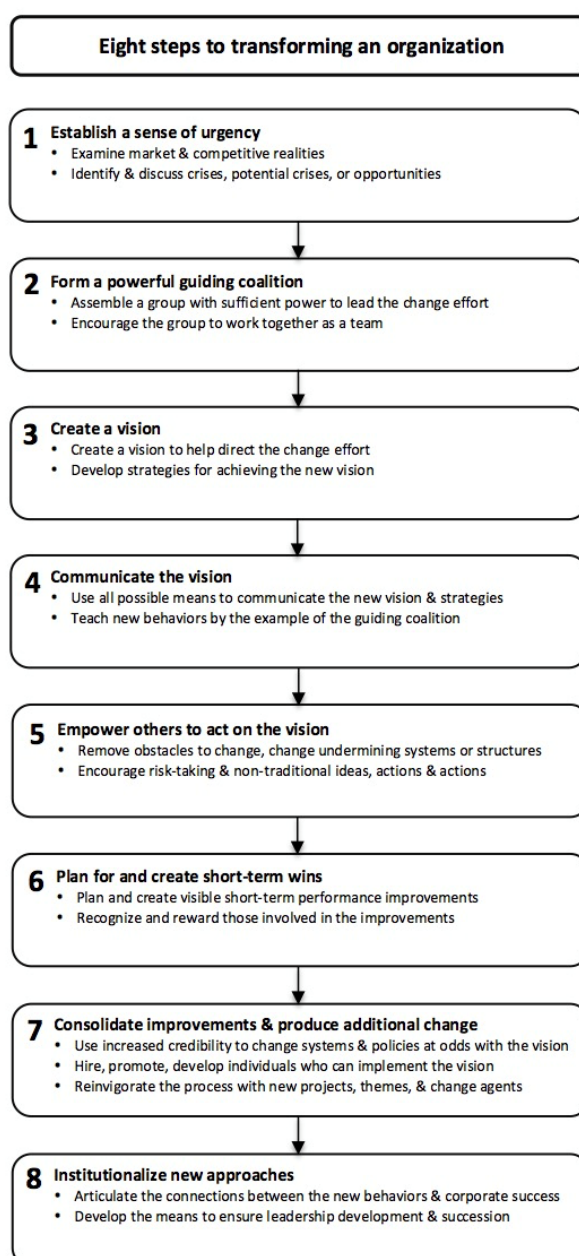 Eight steps to transforming an organization
1 Establish a sense of urgency
• Examine market & competitive realities
• Identify & discuss crises, potential crises, or opportunities
2 Form a powerful guiding coalition
• Assemble a group with sufficient power to lead the change effort
• Encourage the group to work together as a team
3 Create a vision
• Create a vision to help direct the change effort
• Develop strategies for achieving the new vision
4 Communicate the vision
• Use all possible means to communicate the new vision & strategies
• Teach new behaviors by the example of the guiding coalition
5 Empower others to act on the vision
• Remove obstacles to change, change undermining systems or structures
• Encourage risk-taking & non-traditional ideas, actions & actions
6 Plan for and create short-term wins
• Plan and create visible short-term performance improvements
• Recognize and reward those involved in the improvements
7 Consolidate improvements & produce additional change
• Use increased credibility to change systems & policies at odds with the vision
• Hire, promote, develop individuals who can implement the vision
• Reinvigorate the process with new projects, themes, & change agents
8 Institutionalize new approaches
• Articulate the connections between the new behaviors & corporate success
• Develop the means to ensure leadership development & succession